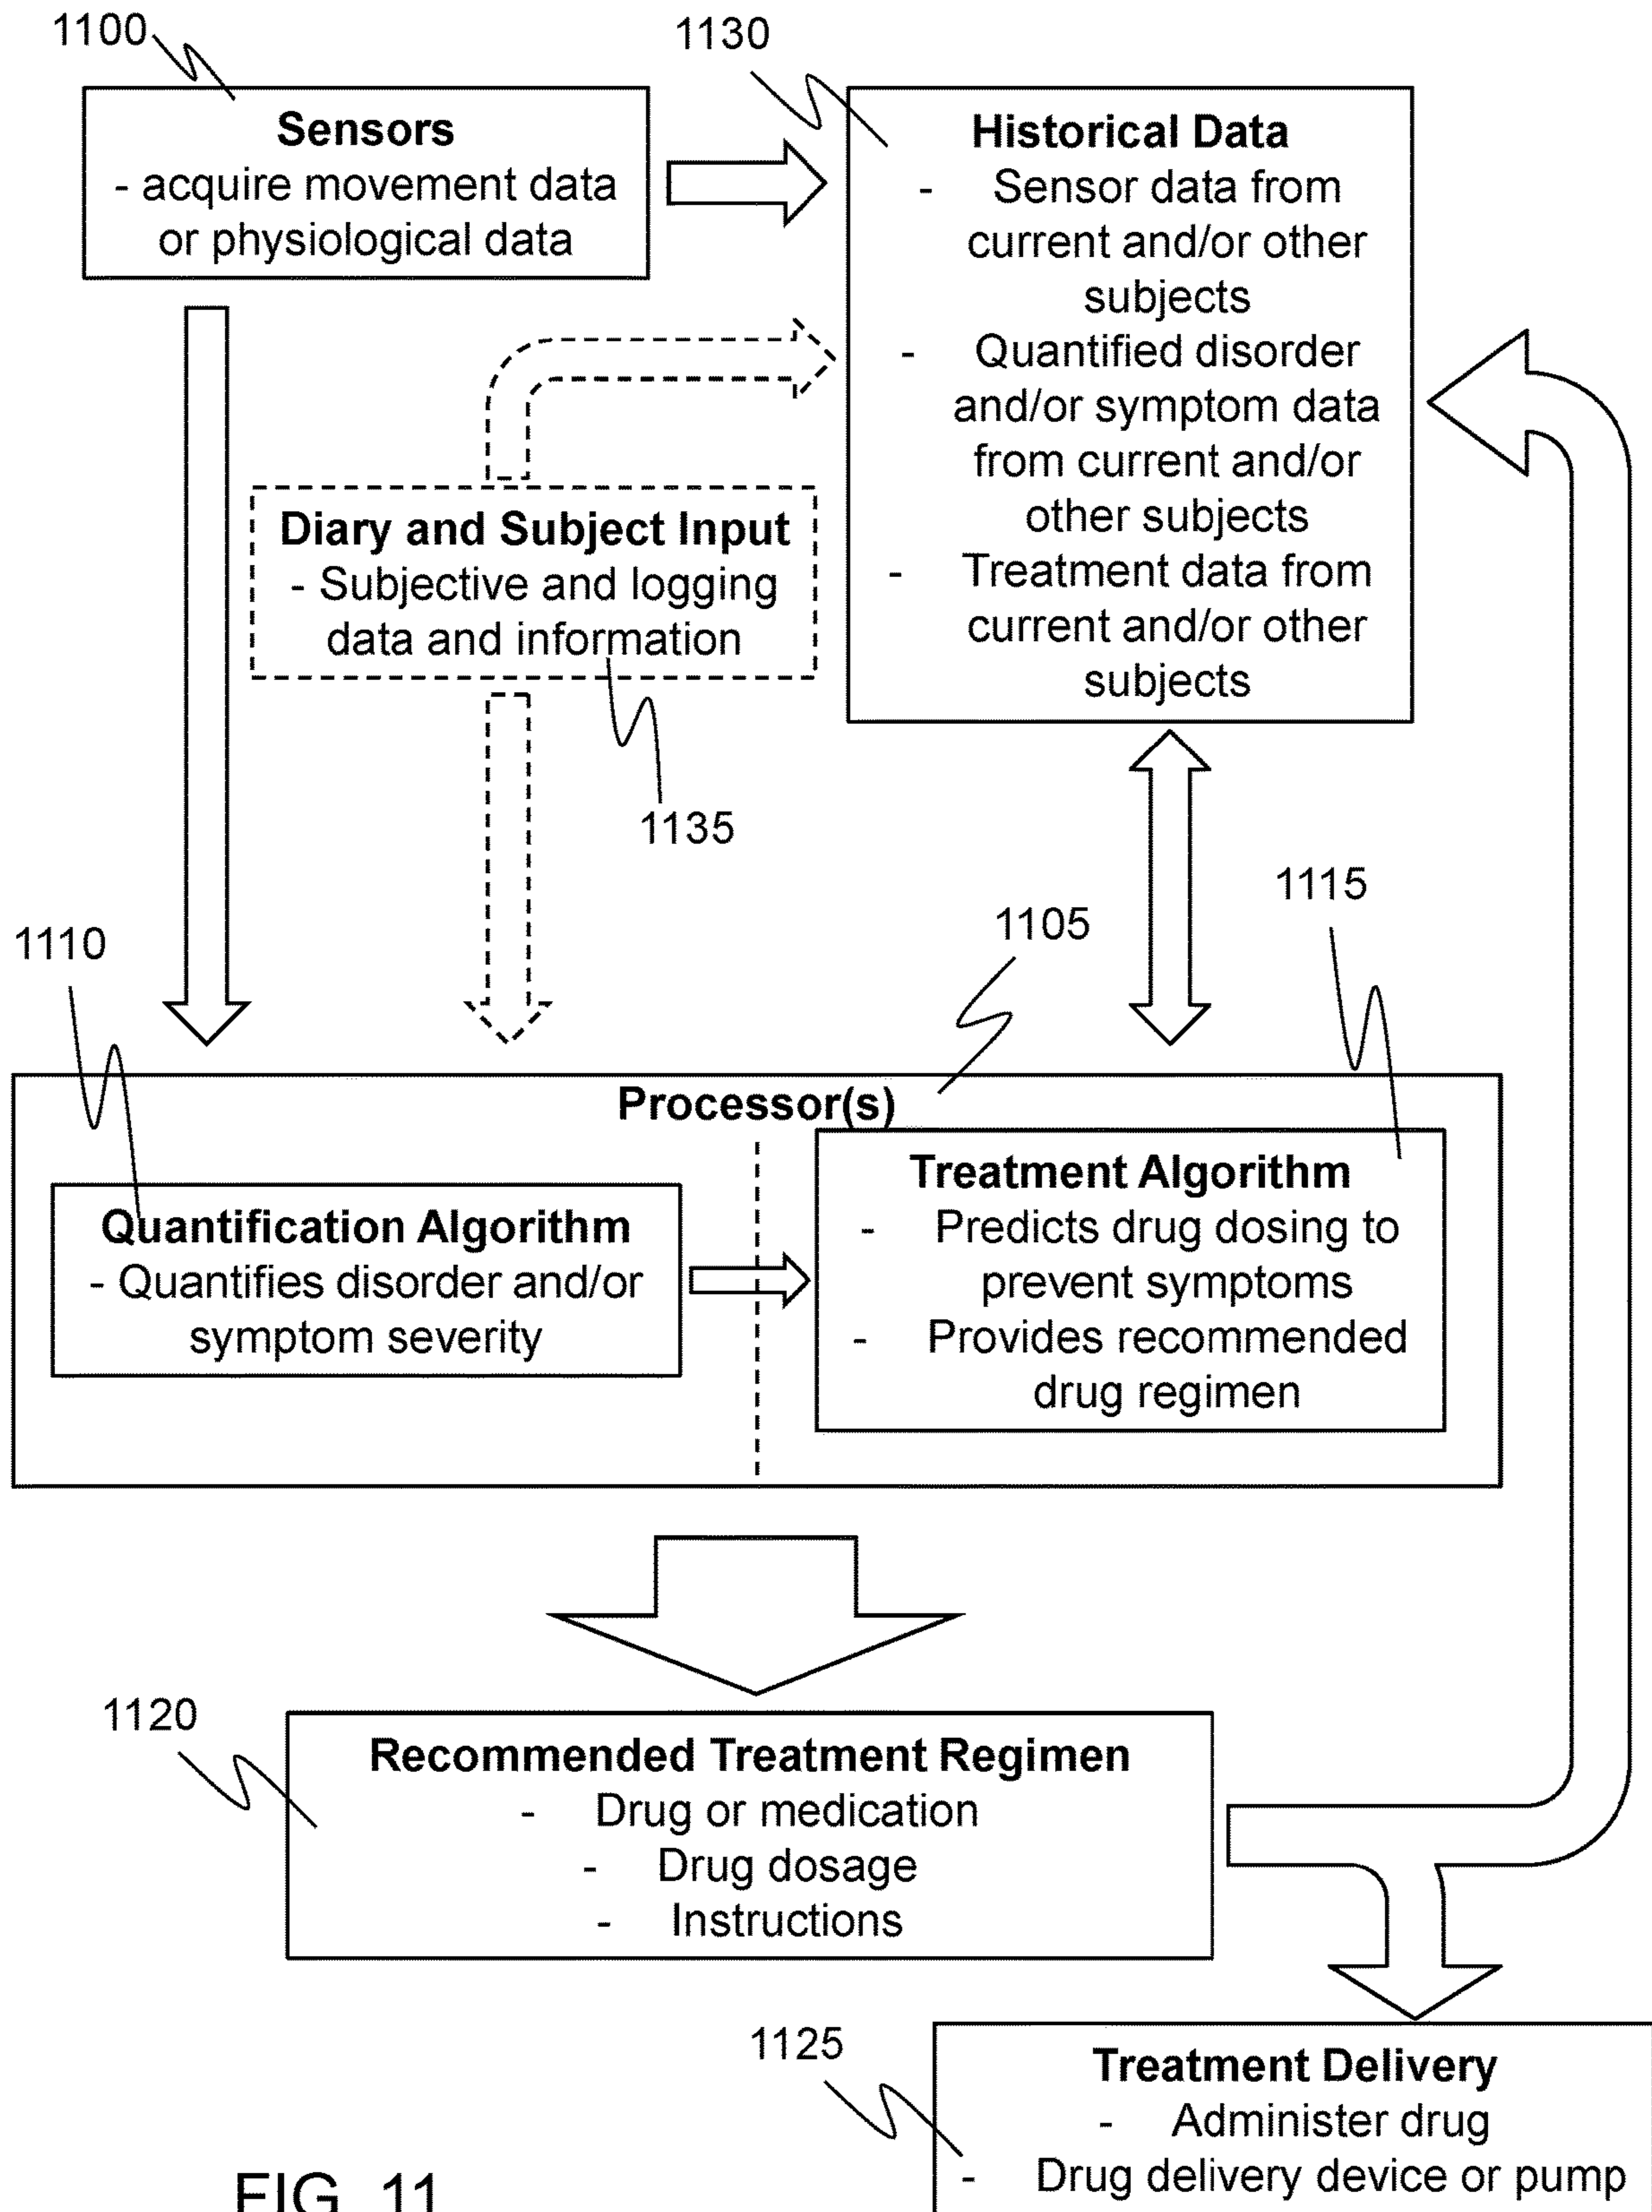 1100
1130
Sensors
- acquire movement data
or physiological data
Historical Data
- Sensor data from
current and/or other
subjects
- Quantified disorder
and/or symptom data
from current and/or
other subjects
- Treatment data from
current and/or other
subjects
Diary and Subject Input
- Subjective and logging
data and information
1135
1115
1105
1110
Processor(s)
Quantification Algorithm
- Quantifies disorder and/or
symptom severity
Treatment Algorithm
- Predicts drug dosing to
prevent symptoms
- Provides recommended
drug regimen
1120
Recommended Treatment Regimen
- Drug or medication
- Drug dosage
- Instructions
1125
Treatment Delivery
- Administer drug
- Drug delivery device or pump
FIG. 11